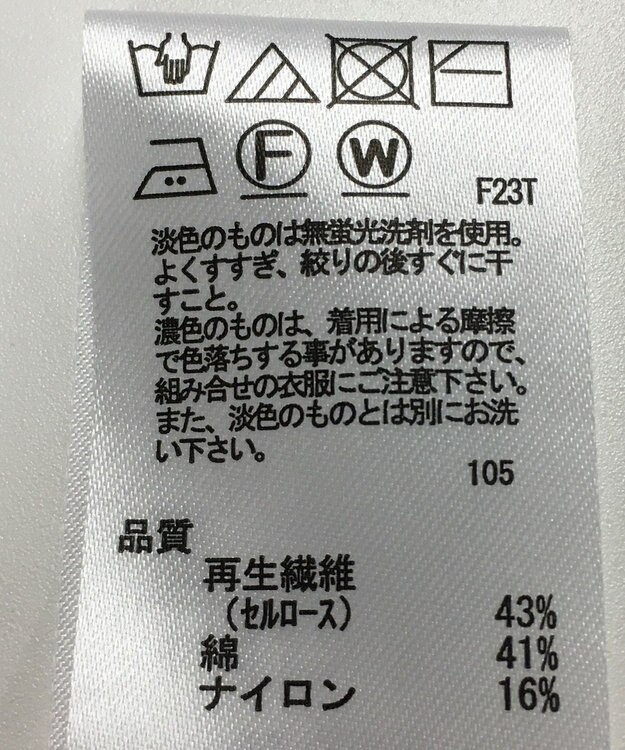 F
W
F23T
淡色のものは無蛍光洗剤を使用。
よくすすぎ、絞りの後すぐに干
すこと。
濃色のものは、着用による摩擦
で色落ちする事がありますので、
組み合せの衣服にご注意下さい。
また、淡色のものとは別にお洗
い下さい。
105
品質
再生繊維
(セルロース) 43%
綿 41%
ナイロン 16%